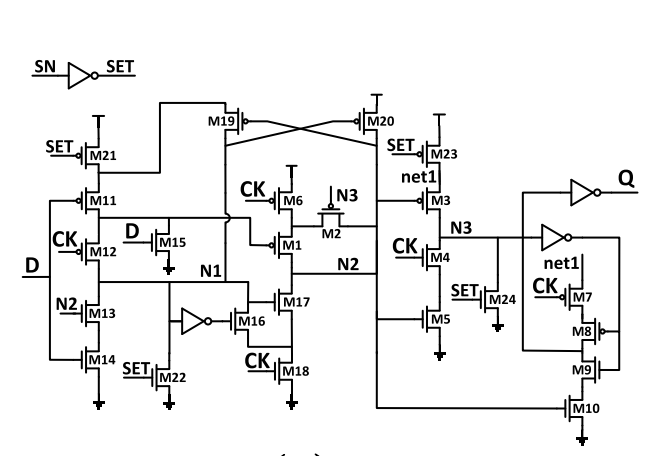 SN SET
M19 M20
SET M21 SET M23
net1
M11 CK M6 N3 M3
M2
D M15 N3
CK M12 M1 CK M4
D N1 N2 net1
Q
N2 M13 M16 M17 SET M24 CK M7
M5 M8
M14 CK M18 M9
SET M22
M10